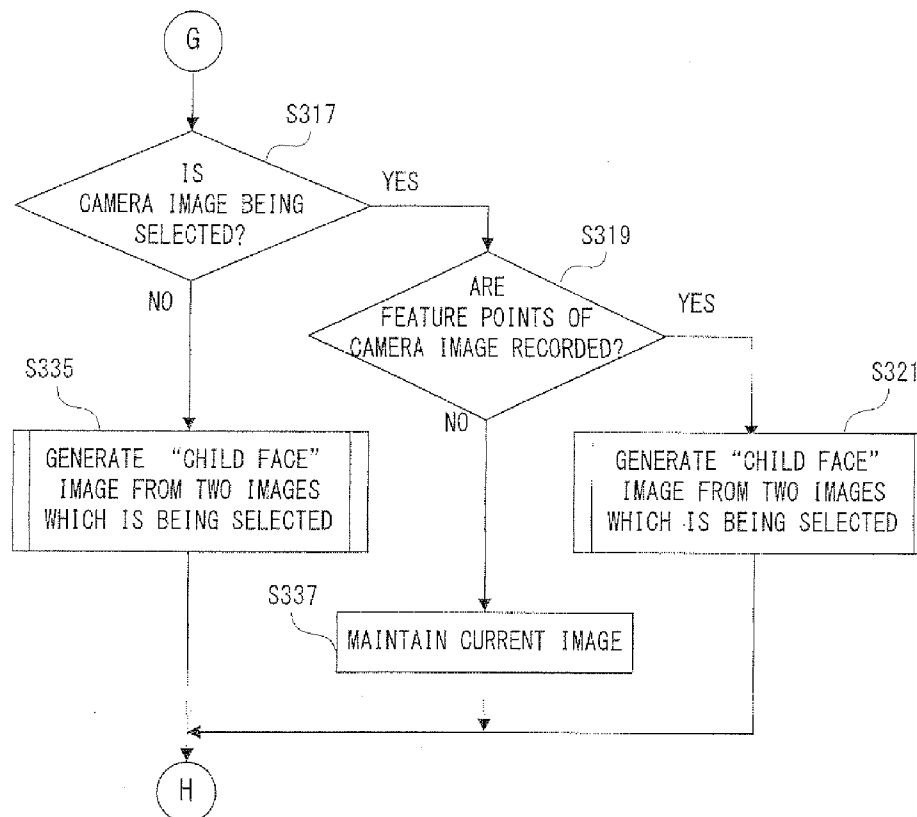 G
S317
IS
CAMERA IMAGE BEING
SELECTED?
YES
NO
S319
ARE
FEATURE POINTS OF
CAMERA IMAGE RECORDED?
YES
NO
S335
GENERATE “CHILD FACE”
IMAGE FROM TWO IMAGES
WHICH IS BEING SELECTED
S321
GENERATE “CHILD FACE”
IMAGE FROM TWO IMAGES
WHICH IS BEING SELECTED
S337
MAINTAIN CURRENT IMAGE
H